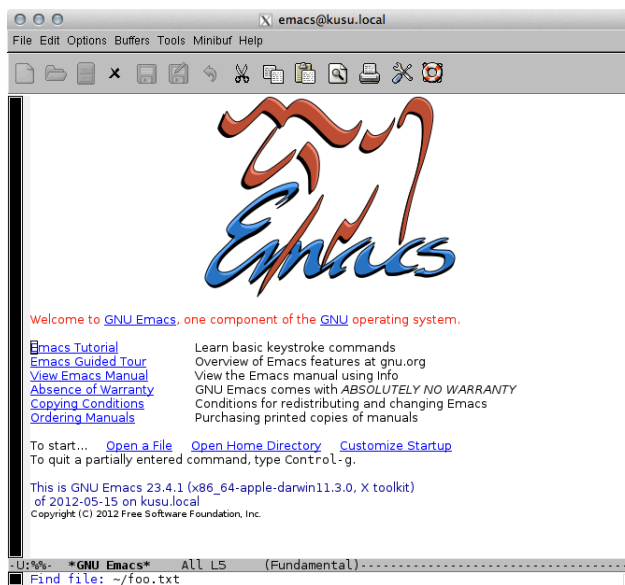 emacs@kusu.local
File Edit Options Buffers Tools Minibuf Help
Emacs
Welcome to GNU Emacs, one component of the GNU operating system.
Emacs Tutorial Learn basic keystroke commands
Emacs Guided Tour Overview of Emacs features at gnu.org
View Emacs Manual View the Emacs manual using Info
Absence of Warranty GNU Emacs comes with ABSOLUTELY NO WARRANTY
Copying Conditions Conditions for redistributing and changing Emacs
Ordering Manuals Purchasing printed copies of manuals
To start... Open a File Open Home Directory Customize Startup
To quit a partially entered command, type Control-g.
This is GNU Emacs 23.4.1 (x86_64-apple-darwin11.3.0, X toolkit)
of 2012-05-15 on kusu.local
Copyright (C) 2012 Free Software Foundation, Inc.
-U:%%- *GNU Emacs* All L5 (Fundamental)----------------------------------
Find file: ~/foo.txt